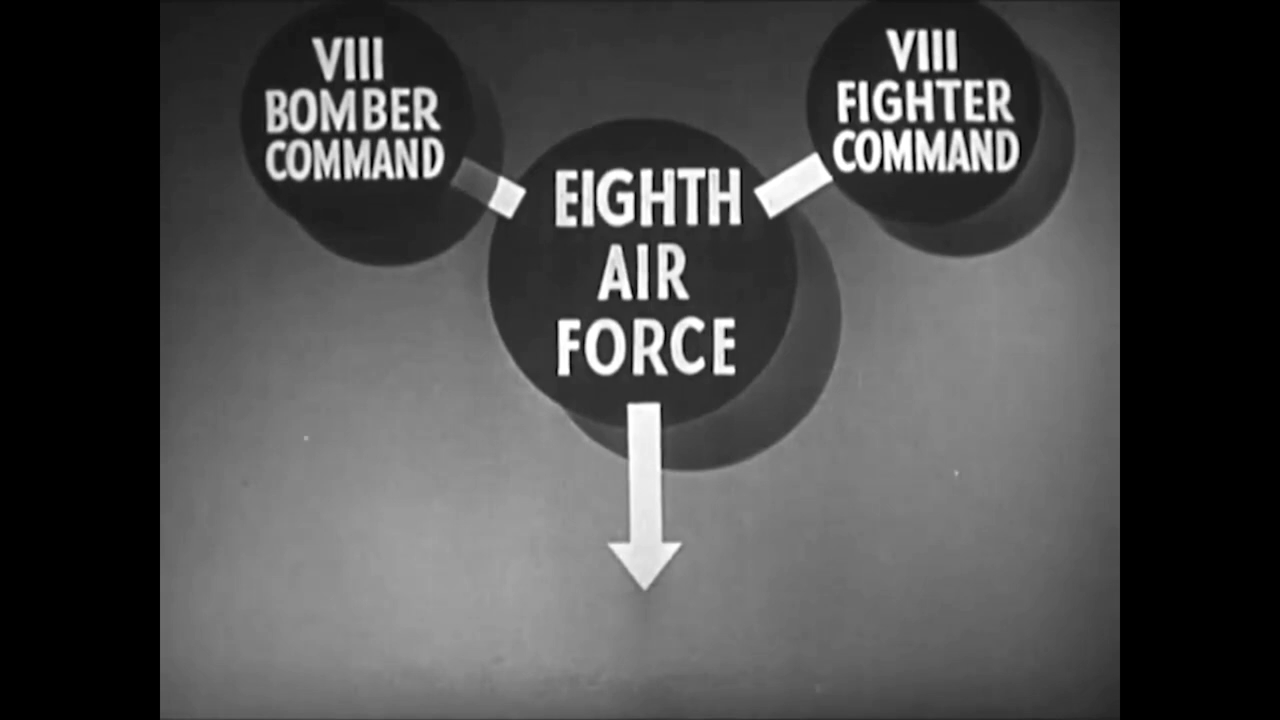 VIII
BOMBER
COMMAND
VIII
FIGHTER
COMMAND
EIGHTH
AIR
FORCE